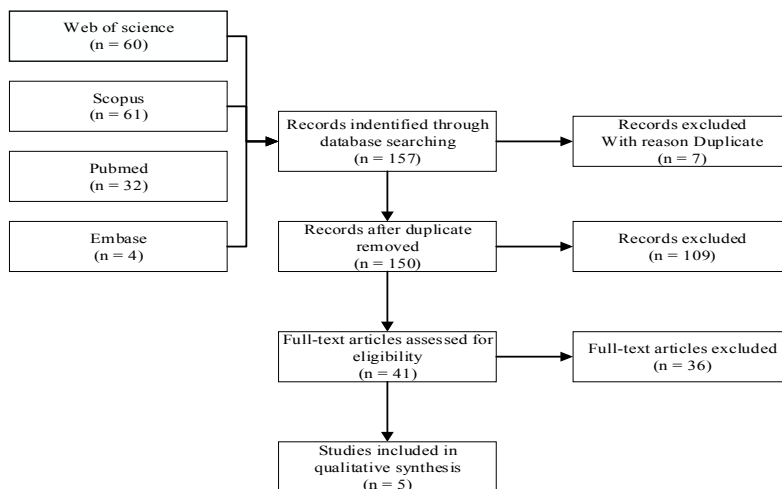 Web of science
(n = 60)
Scopus
(n = 61)
Pubmed
(n = 32)
Embase
(n = 4)
Records indentified through
database searching
(n = 157)
Records excluded
With reason Duplicate
(n = 7)
Records after duplicate
removed
(n = 150)
Records excluded
(n = 109)
Full-text articles assessed for
eligibility
(n = 41)
Full-text articles excluded
(n = 36)
Studies included in
qualitative synthesis
(n = 5)